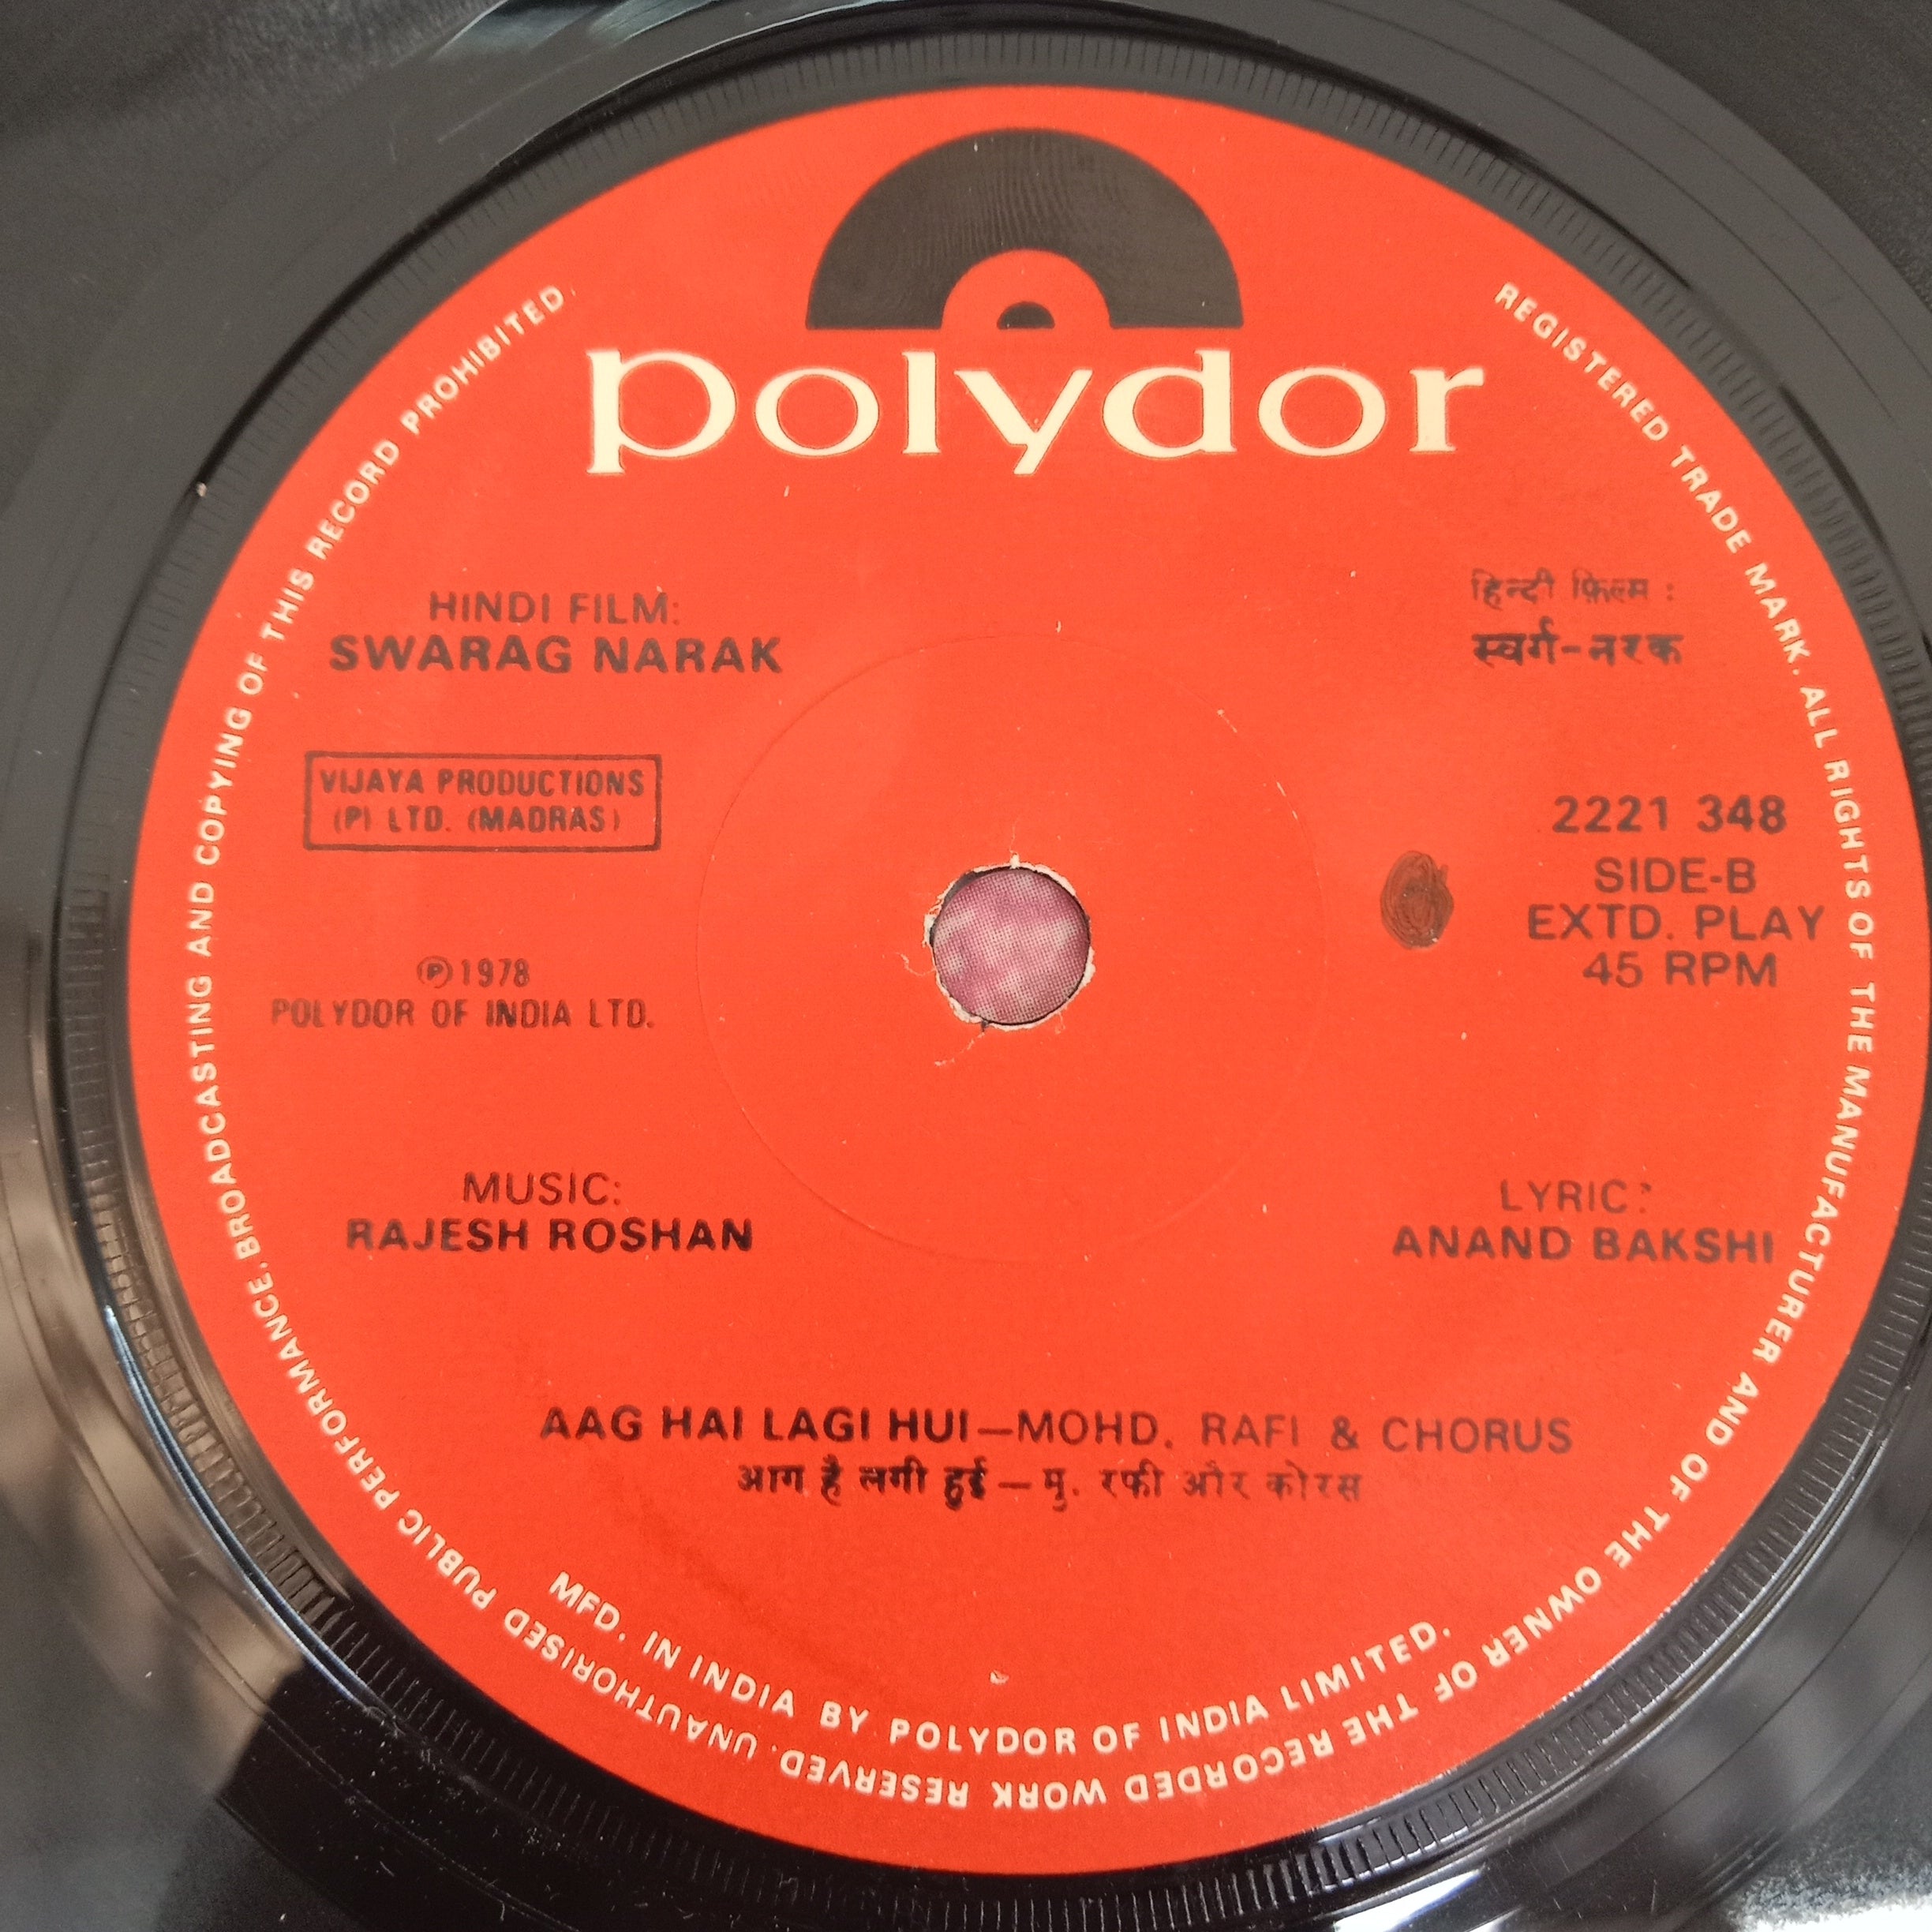 polydor
HINDI FILM:
SWARAG NARAK
हिन्दी फ़िल्म :
स्वर्ग-नरक
VIJAYA PRODUCTIONS
(P) LTD. (MADRAS)
2221 348
SIDE-B
EXTD. PLAY
45 RPM
℗1978
POLYDOR OF INDIA LTD.
MUSIC:
RAJESH ROSHAN
LYRIC:
ANAND BAKSHI
AAG HAI LAGI HUI—MOHD. RAFI & CHORUS
आग है लगी हुई — मु. रफी और कोरस
MFD. IN INDIA BY POLYDOR OF INDIA LIMITED.
REGISTERED TRADE MARK. ALL RIGHTS OF THE MANUFACTURER AND OF THE OWNER OF THE RECORDED WORK RESERVED. UNAUTHORISED PUBLIC PERFORMANCE, BROADCASTING AND COPYING OF THIS RECORD PROHIBITED.